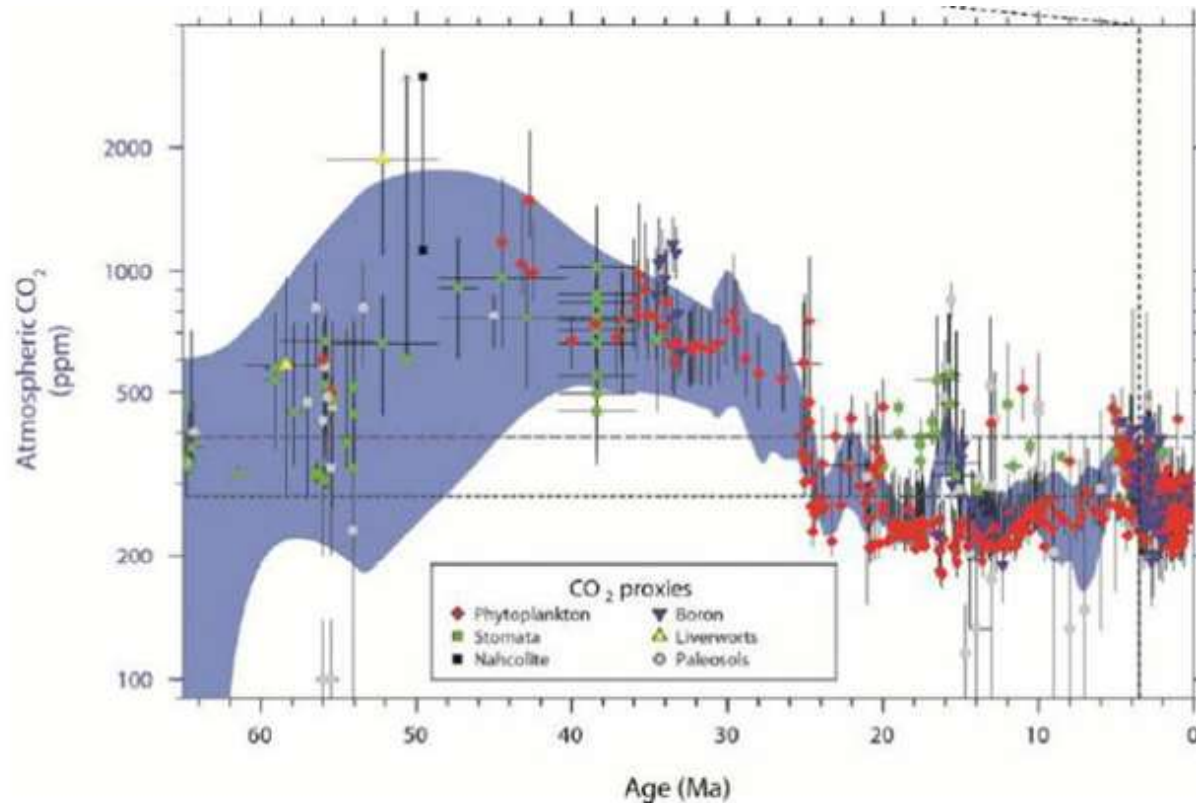 2000
1000
500
200
100
Atmospheric CO2
(ppm)
CO2 proxies
Phytoplankton
Stomata
Nahcolite
Boron
Liverworts
Paleosols
60 50 40 30 20 10 0
Age (Ma)